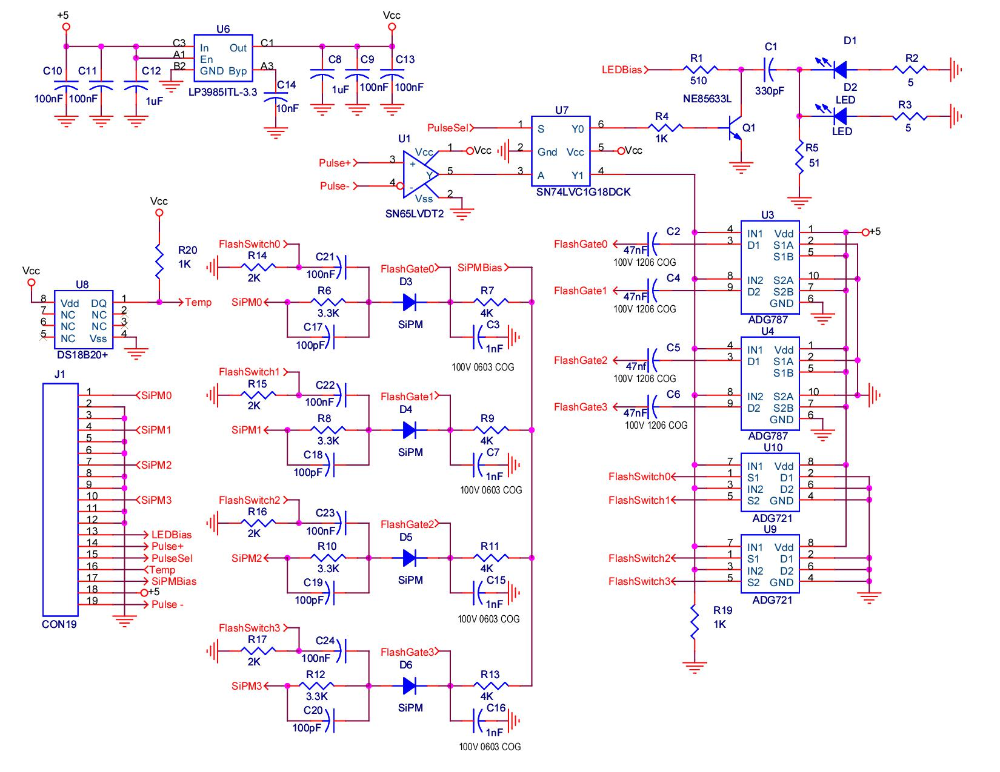 +5
Vcc
U6
C3
In
Out
C1
A1
En
B2
GND
Byp
A3
LP3985ITL-3.3
C10
100nF
C11
100nF
C12
1uF
C14
10nF
C8
1uF
C9
100nF
C13
100nF
LEDBias
R1
510
C1
330pF
D1
R2
5
D2
LED
R3
5
LED
NE85633L
Q1
R5
51
R4
1K
U7
PulseSel
1
S
Y0
6
2
Gnd
Vcc
5
Vcc
3
A
Y1
4
SN74LVC1G18DCK
U1
Pulse+
3
+
Vcc
1
Vcc
Y
5
Pulse-
4
-
Vss
2
SN65LVDT2
Vcc
R20
1K
Vcc
U8
8
Vdd
DQ
1
Temp
7
NC
NC
2
6
NC
NC
3
5
NC
Vss
4
DS18B20+
J1
1
SiPM0
2
3
4
SiPM1
5
6
7
SiPM2
8
9
10
SiPM3
11
12
13
LEDBias
14
Pulse+
15
PulseSel
16
Temp
17
SiPMBias
18
+5
19
Pulse -
CON19
FlashSwitch0
R14
2K
C21
100nF
FlashGate0
SiPMBias
SiPM0
R6
3.3K
D3
SiPM
R7
4K
C17
100pF
C3
1nF
100V 0603 COG
FlashSwitch1
R15
2K
C22
100nF
FlashGate1
SiPM1
R8
3.3K
D4
SiPM
R9
4K
C18
100pF
C7
1nF
100V 0603 COG
FlashSwitch2
R16
2K
C23
100nF
FlashGate2
SiPM2
R10
3.3K
D5
SiPM
R11
4K
C19
100pF
C15
1nF
100V 0603 COG
FlashSwitch3
R17
2K
C24
100nF
FlashGate3
SiPM3
R12
3.3K
D6
SiPM
R13
4K
C20
100pF
C16
1nF
100V 0603 COG
U3
4
IN1
Vdd
1
+5
FlashGate0
C2
47nF
100V 1206 COG
3
D1
S1A
2
S1B
5
8
IN2
S2A
10
FlashGate1
C4
47nF
100V 1206 COG
9
D2
S2B
7
GND
6
ADG787
U4
4
IN1
Vdd
1
FlashGate2
C5
47nf
100V 1206 COG
3
D1
S1A
2
S1B
5
8
IN2
S2A
10
FlashGate3
C6
47nF
100V 1206 COG
9
D2
S2B
7
GND
6
ADG787
U10
7
IN1
Vdd
8
FlashSwitch0
1
S1
D1
2
3
IN2
D2
6
FlashSwitch1
5
S2
GND
4
ADG721
U9
7
IN1
Vdd
8
FlashSwitch2
1
S1
D1
2
3
IN2
D2
6
FlashSwitch3
5
S2
GND
4
ADG721
R19
1K